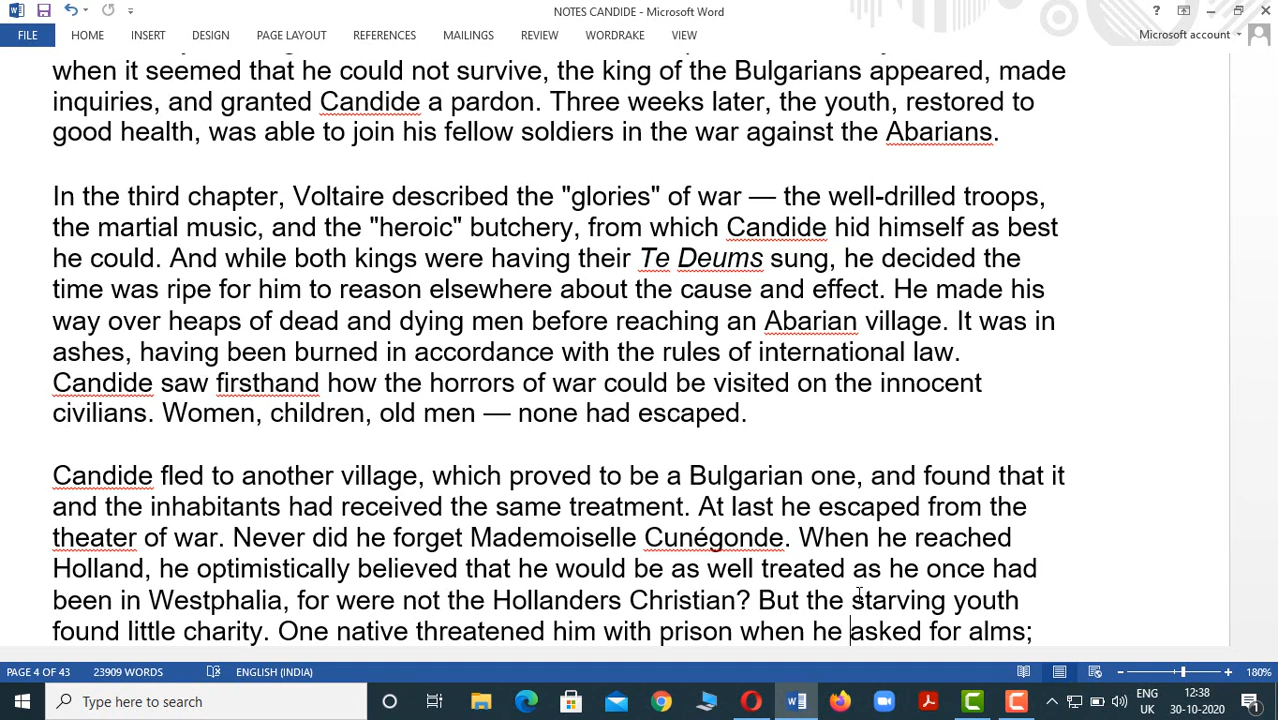 NOTES CANDIDE - Microsoft Word
?
FILE HOME INSERT DESIGN PAGE LAYOUT REFERENCES MAILINGS REVIEW WORDRAKE VIEW Microsoft account
when it seemed that he could not survive, the king of the Bulgarians appeared, made
inquiries, and granted Candide a pardon. Three weeks later, the youth, restored to
good health, was able to join his fellow soldiers in the war against the Abarians.
In the third chapter, Voltaire described the "glories" of war — the well-drilled troops,
the martial music, and the "heroic" butchery, from which Candide hid himself as best
he could. And while both kings were having their Te Deums sung, he decided the
time was ripe for him to reason elsewhere about the cause and effect. He made his
way over heaps of dead and dying men before reaching an Abarian village. It was in
ashes, having been burned in accordance with the rules of international law.
Candide saw firsthand how the horrors of war could be visited on the innocent
civilians. Women, children, old men — none had escaped.
Candide fled to another village, which proved to be a Bulgarian one, and found that it
and the inhabitants had received the same treatment. At last he escaped from the
theater of war. Never did he forget Mademoiselle Cunégonde. When he reached
Holland, he optimistically believed that he would be as well treated as he once had
been in Westphalia, for were not the Hollanders Christian? But the starving youth
found little charity. One native threatened him with prison when he asked for alms;
PAGE 4 OF 43 23909 WORDS ENGLISH (INDIA) 180%
Type here to search
ENG 12:38
UK 30-10-2020 1